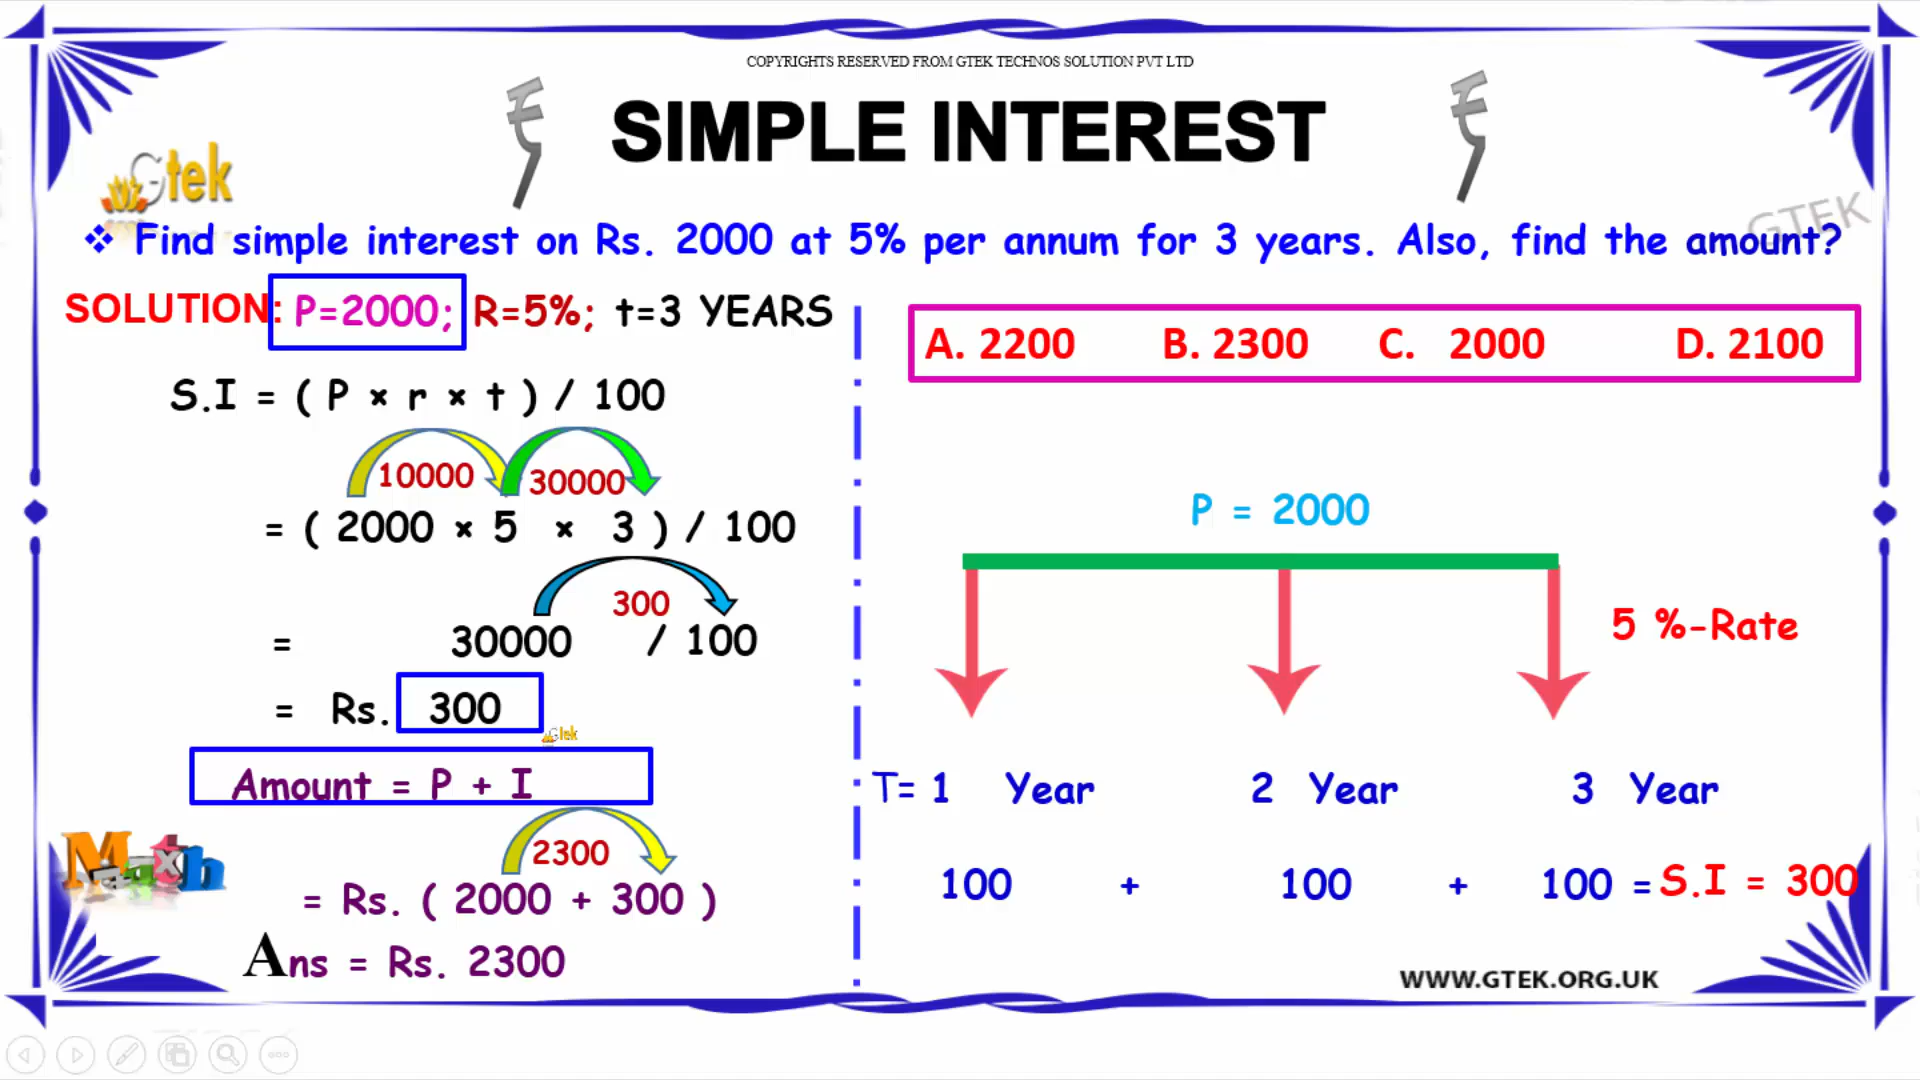 COPYRIGHTS RESERVED FROM GTEK TECHNOS SOLUTION PVT LTD
SIMPLE INTEREST
Gtek
GTEK
❖ Find simple interest on Rs. 2000 at 5% per annum for 3 years. Also, find the amount?
SOLUTION: P=2000; R=5%; t=3 YEARS
S.I = ( P × r × t ) / 100
10000 30000
= ( 2000 × 5 × 3 ) / 100
300
= 30000 / 100
= Rs. 300
Gtek
Amount = P + I
2300
= Rs. ( 2000 + 300 )
Ans = Rs. 2300
Math
A. 2200 B. 2300 C. 2000 D. 2100
P = 2000
5 %-Rate
T= 1 Year 2 Year 3 Year
100 + 100 + 100 = S.I = 300
WWW.GTEK.ORG.UK